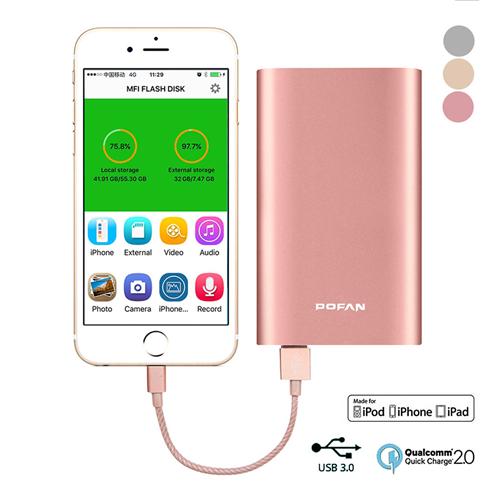 中国移动 4G 11:29
MFI FLASH DISK
75.8% 97.7%
Local storage External storage
41.91 GB/55.30 GB 32 GB/7.47 GB
iPhone External Video Audio
Photo Camera iPhone... Record
POFAN
Made for
iPod iPhone iPad
USB 3.0
Qualcomm
Quick Charge 2.0